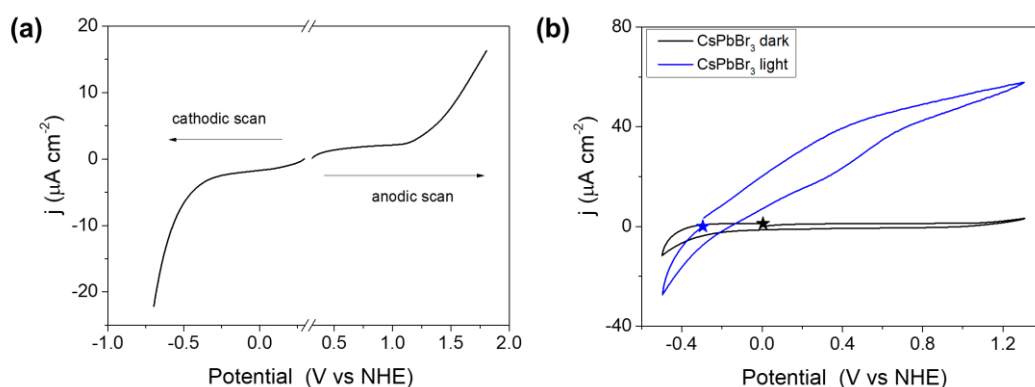 (a)
20
10
0
-10
-20
j (μA cm⁻²)
cathodic scan
anodic scan
-1.0 -0.5 0.0 0.5 1.0 1.5 2.0
Potential (V vs NHE)
(b)
80
40
0
-40
j (μA cm⁻²)
CsPbBr₃ dark
CsPbBr₃ light
-0.4 0.0 0.4 0.8 1.2
Potential (V vs NHE)